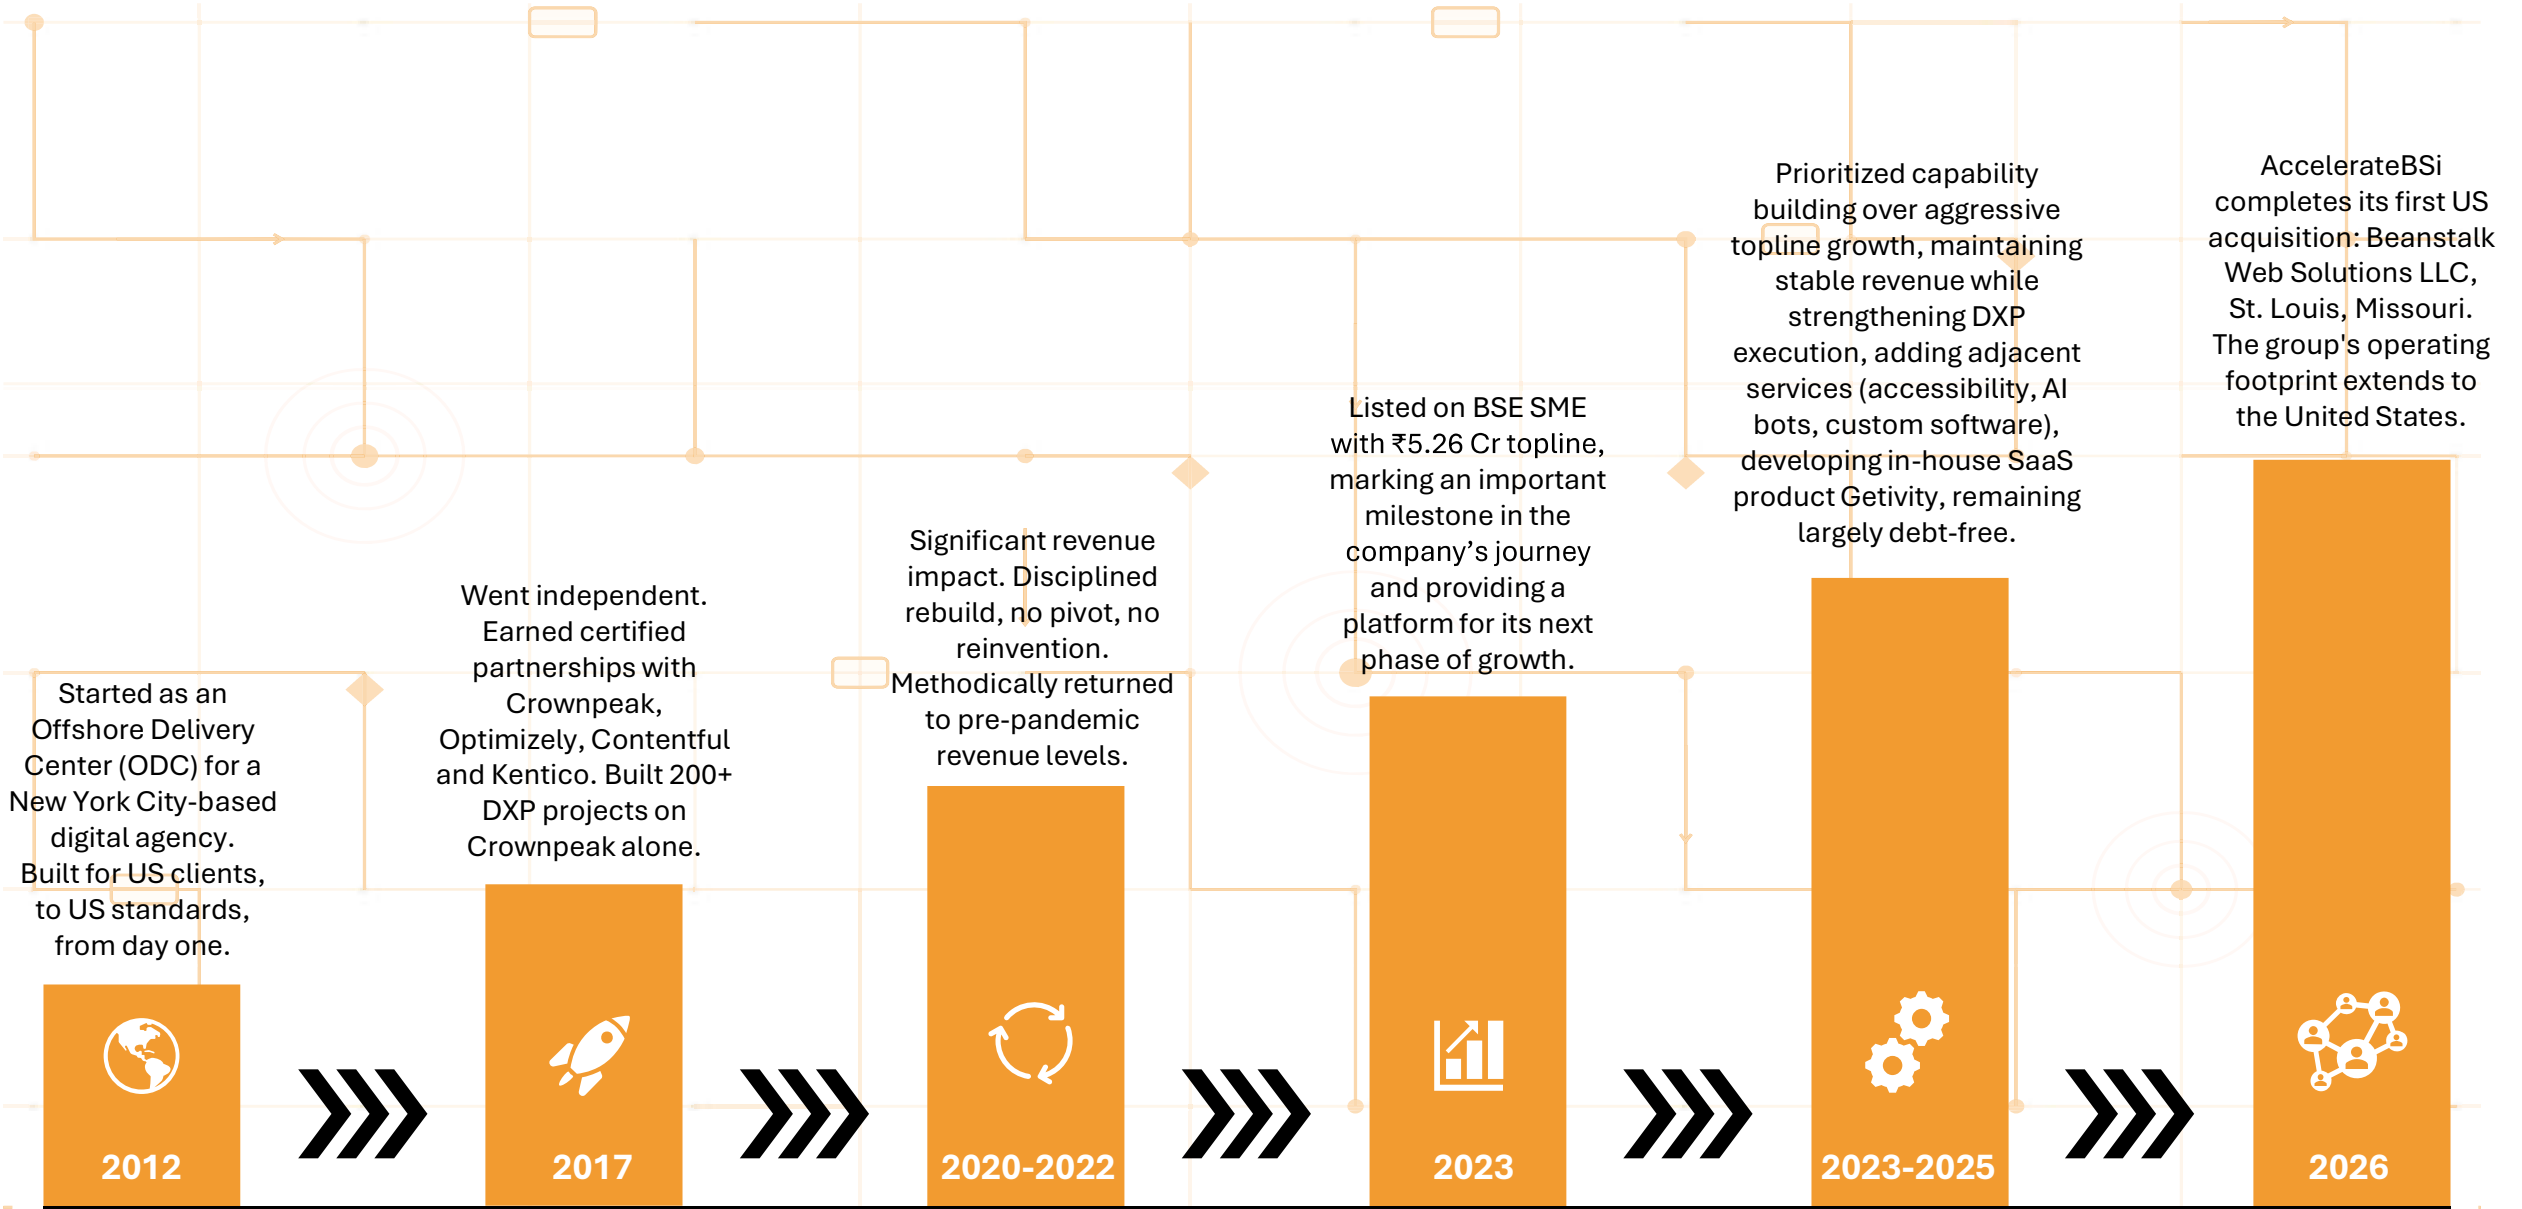 Started as an
Offshore Delivery
Center (ODC) for a
New York City-based
digital agency.
Built for US clients,
to US standards,
from day one.
2012
Went independent.
Earned certified
partnerships with
Crownpeak,
Optimizely, Contentful
and Kentico. Built 200+
DXP projects on
Crownpeak alone.
2017
Significant revenue
impact. Disciplined
rebuild, no pivot, no
reinvention.
Methodically returned
to pre-pandemic
revenue levels.
2020-2022
Listed on BSE SME
with ₹5.26 Cr topline,
marking an important
milestone in the
company’s journey
and providing a
platform for its next
phase of growth.
2023
Prioritized capability
building over aggressive
topline growth, maintaining
stable revenue while
strengthening DXP
execution, adding adjacent
services (accessibility, AI
bots, custom software),
developing in-house SaaS
product Getivity, remaining
largely debt-free.
2023-2025
AccelerateBSi
completes its first US
acquisition: Beanstalk
Web Solutions LLC,
St. Louis, Missouri.
The group's operating
footprint extends to
the United States.
2026